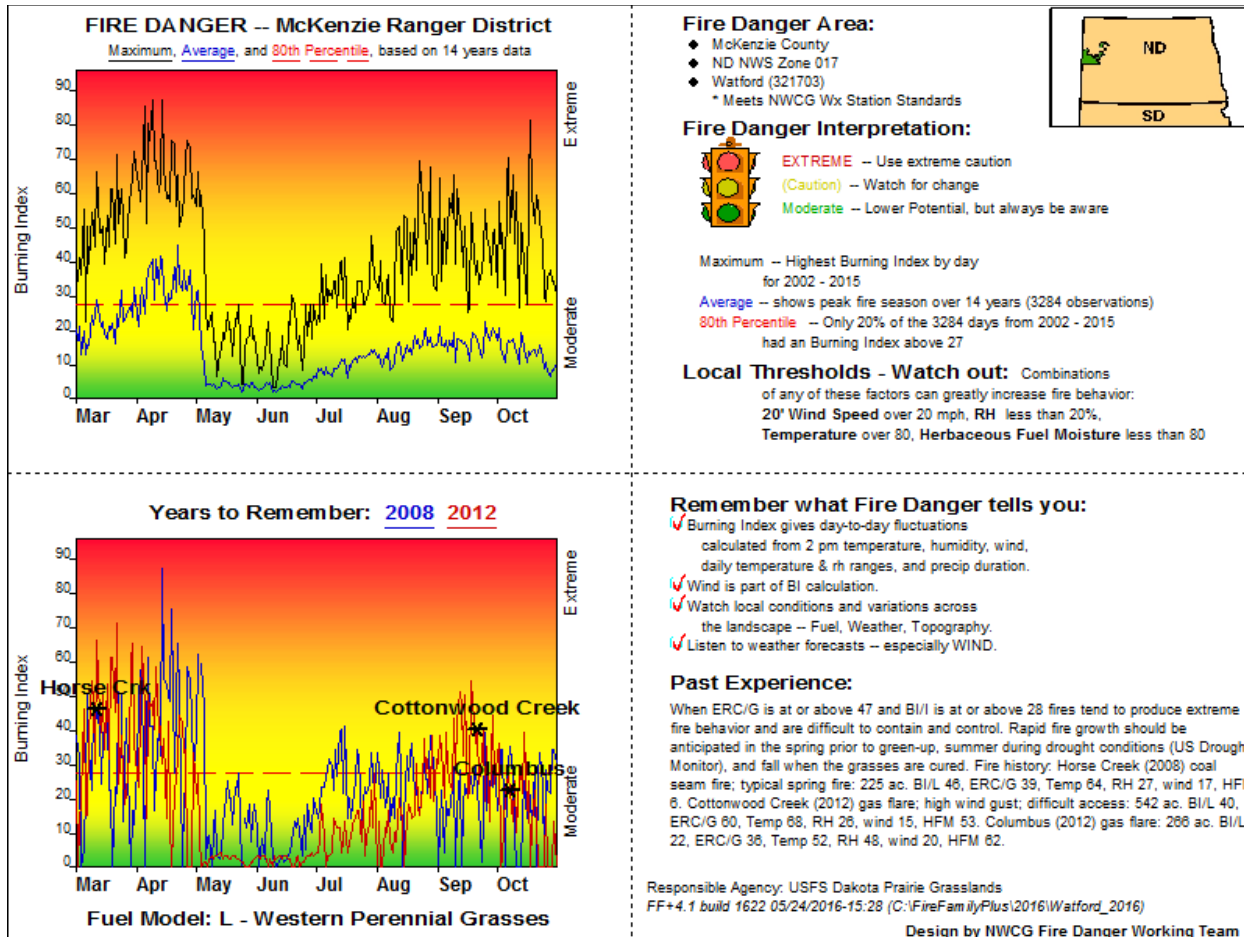 FIRE DANGER -- McKenzie Ranger District
Maximum, Average, and 80th Percentile, based on 14 years data
90
80
70
60
50
40
30
20
10
0
Burning Index
Extreme
Moderate
Mar Apr May Jun Jul Aug Sep Oct
Fire Danger Area:
McKenzie County
ND NWS Zone 017
Watford (321703)
* Meets NWCG Wx Station Standards
ND
SD
Fire Danger Interpretation:
EXTREME -- Use extreme caution
(Caution) -- Watch for change
Moderate -- Lower Potential, but always be aware
Maximum -- Highest Burning Index by day
for 2002 - 2015
Average -- shows peak fire season over 14 years (3284 observations)
80th Percentile -- Only 20% of the 3284 days from 2002 - 2015
had an Burning Index above 27
Local Thresholds - Watch out: Combinations
of any of these factors can greatly increase fire behavior:
20' Wind Speed over 20 mph, RH less than 20%,
Temperature over 80, Herbaceous Fuel Moisture less than 80
Years to Remember: 2008 2012
90
80
70
60
50
40
30
20
10
0
Burning Index
Extreme
Moderate
Horse Crk
Cottonwood Creek
Columbus
Mar Apr May Jun Jul Aug Sep Oct
Fuel Model: L - Western Perennial Grasses
Remember what Fire Danger tells you:
Burning Index gives day-to-day fluctuations
calculated from 2 pm temperature, humidity, wind,
daily temperature & rh ranges, and precip duration.
Wind is part of BI calculation.
Watch local conditions and variations across
the landscape -- Fuel, Weather, Topography.
Listen to weather forecasts -- especially WIND.
Past Experience:
When ERC/G is at or above 47 and BI/l is at or above 28 fires tend to produce extreme
fire behavior and are difficult to contain and control. Rapid fire growth should be
anticipated in the spring prior to green-up, summer during drought conditions (US Drough
Monitor), and fall when the grasses are cured. Fire history: Horse Creek (2008) coal
seam fire; typical spring fire: 225 ac. BI/L 46, ERC/G 39, Temp 64, RH 27, wind 17, HFM
6. Cottonwood Creek (2012) gas flare; high wind gust; difficult access: 542 ac. BI/L 40,
ERC/G 60, Temp 68, RH 26, wind 15, HFM 53. Columbus (2012) gas flare: 266 ac. BI/L
22, ERC/G 36, Temp 52, RH 48, wind 20, HFM 62.
Responsible Agency: USFS Dakota Prairie Grasslands
FF+4.1 build 1622 05/24/2016-15:28 (C:\FireFamilyPlus\2016\Watford_2016)
Design by NWCG Fire Danger Working Team